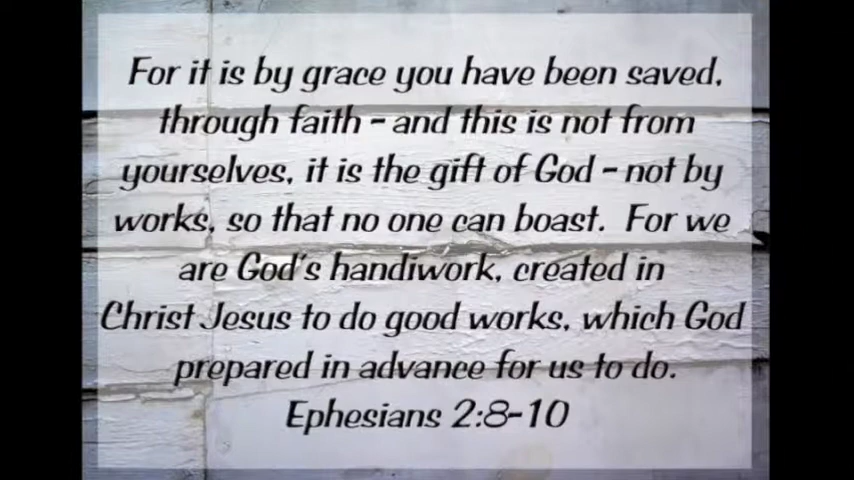 For it is by grace you have been saved,
through faith - and this is not from
yourselves, it is the gift of God - not by
works, so that no one can boast. For we
are God's handiwork, created in
Christ Jesus to do good works, which God
prepared in advance for us to do.
Ephesians 2:8-10